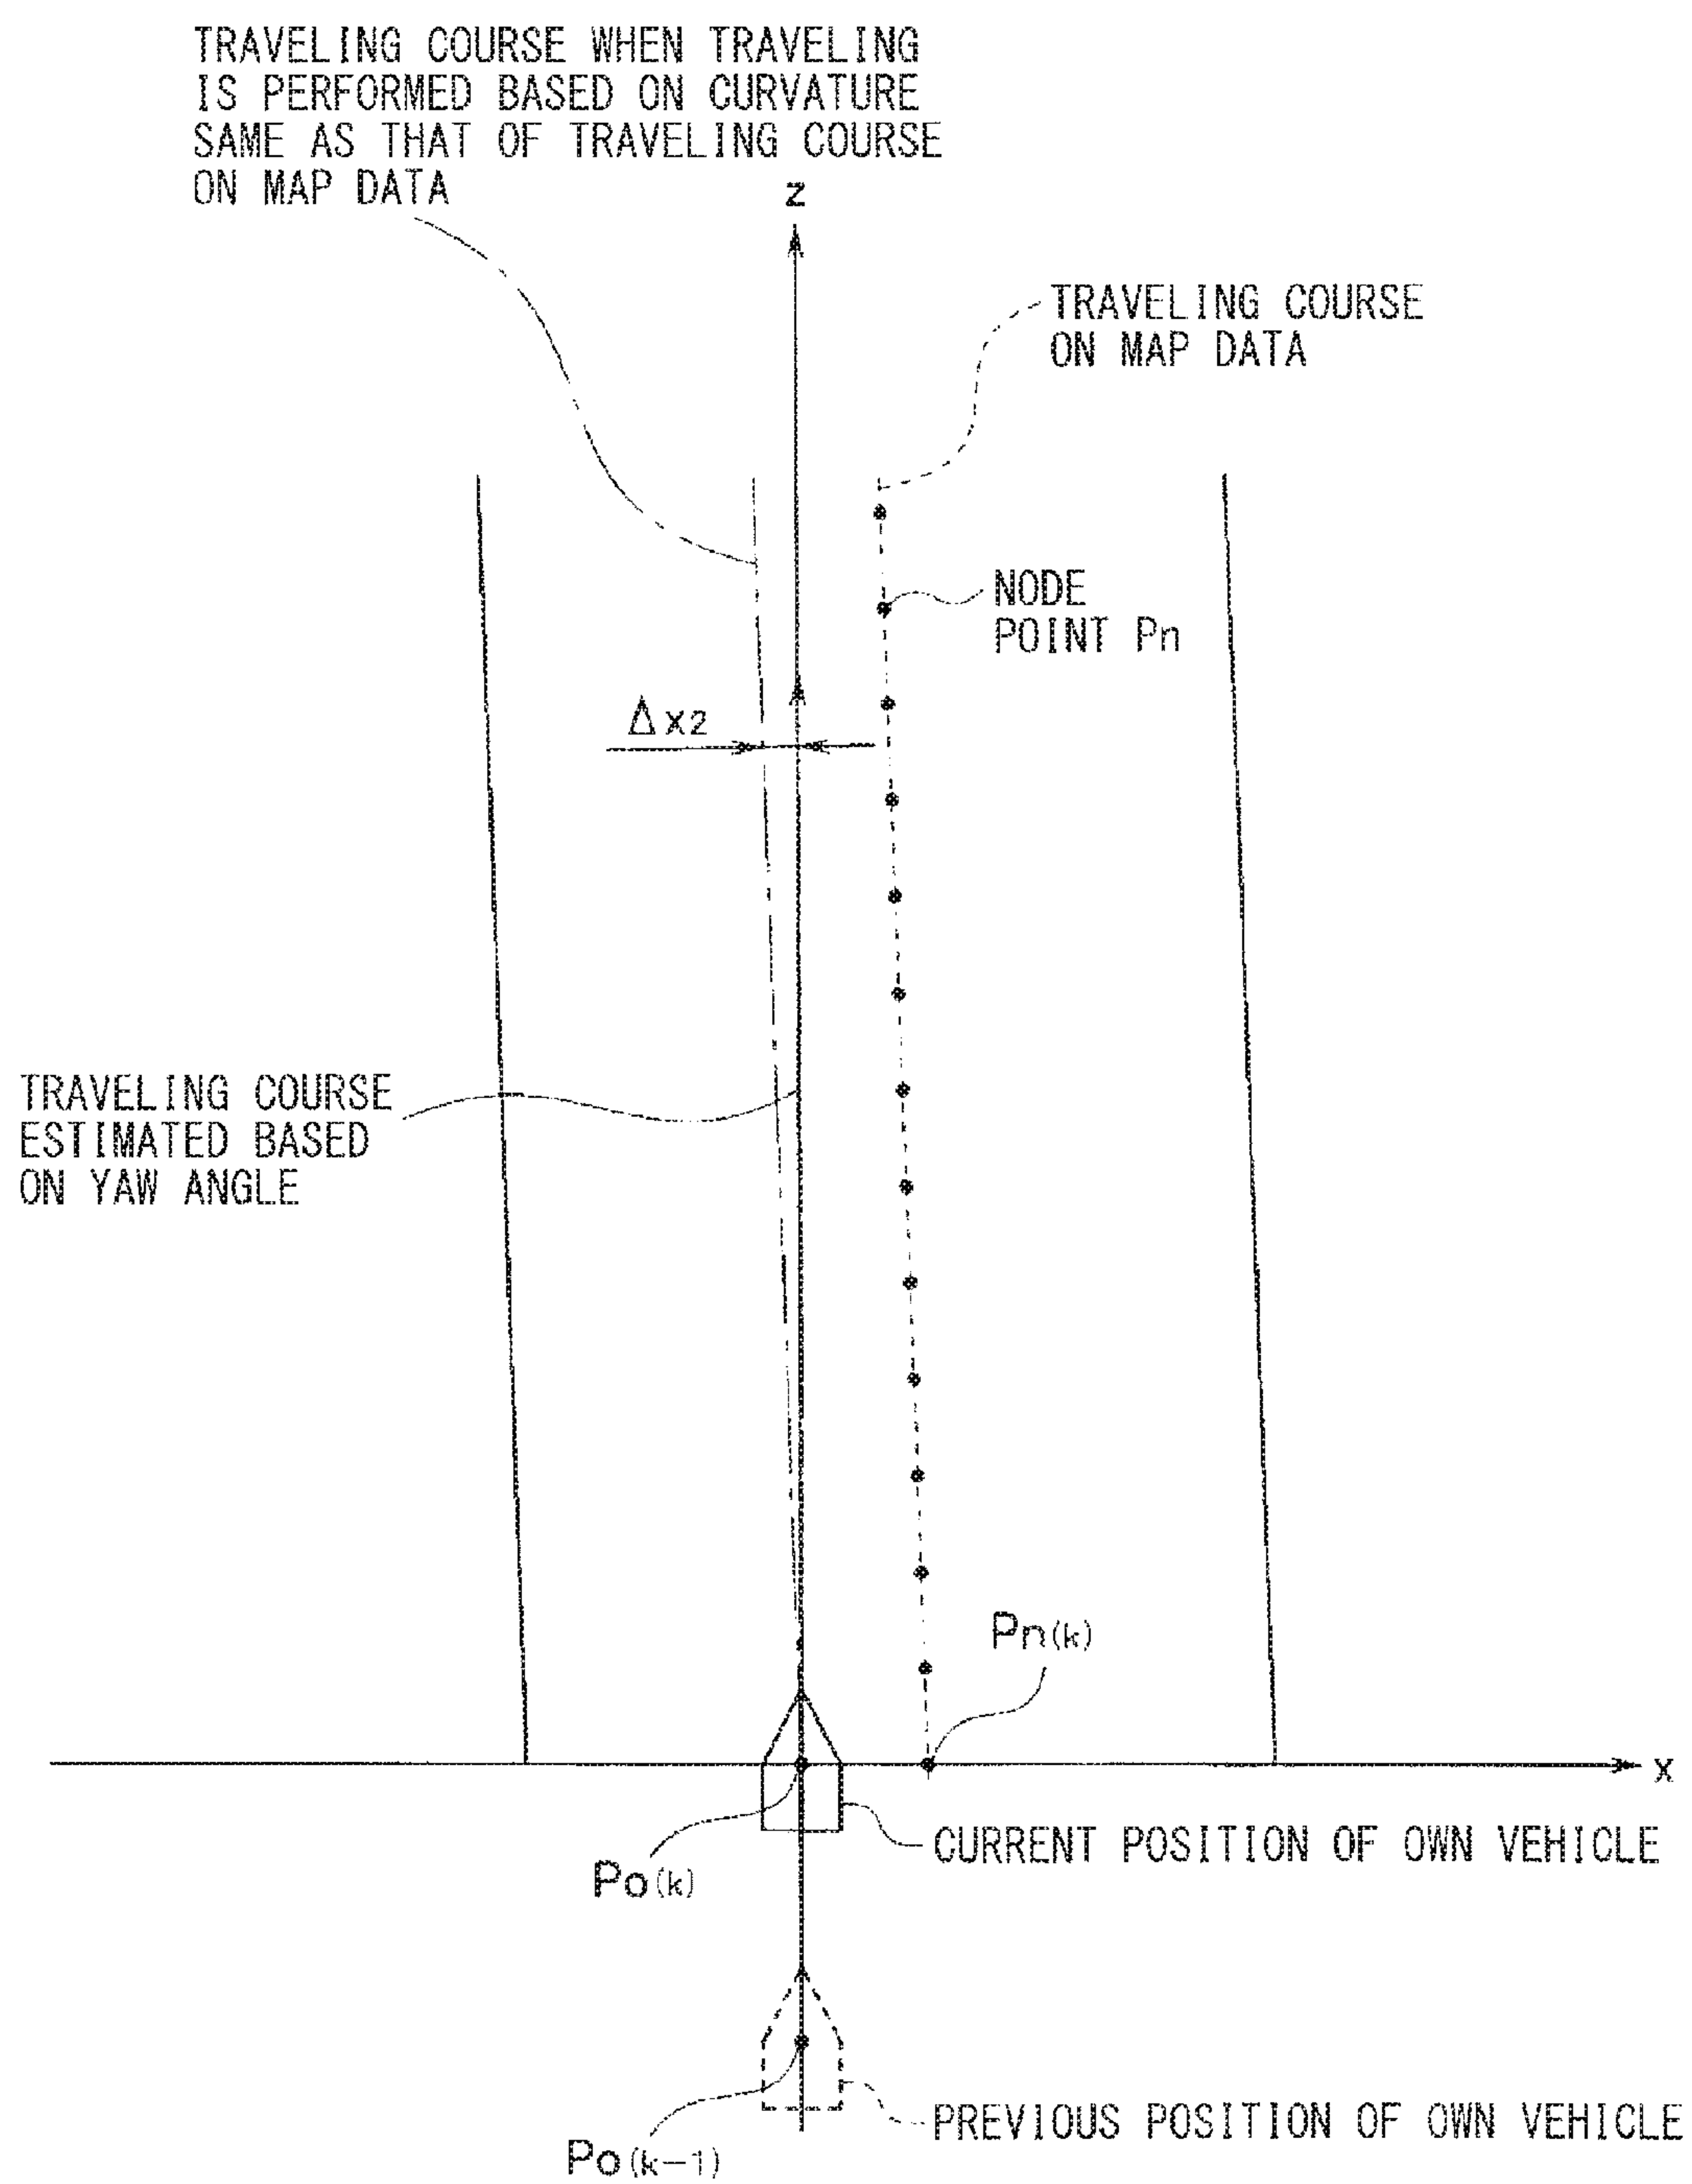 TRAVELING COURSE WHEN TRAVELING
IS PERFORMED BASED ON CURVATURE
SAME AS THAT OF TRAVELING COURSE
ON MAP DATA
Z
TRAVELING COURSE
ON MAP DATA
NODE
POINT Pn
Δx2
TRAVELING COURSE
ESTIMATED BASED
ON YAW ANGLE
Pn(k)
X
CURRENT POSITION OF OWN VEHICLE
Po(k)
PREVIOUS POSITION OF OWN VEHICLE
Po(k-1)